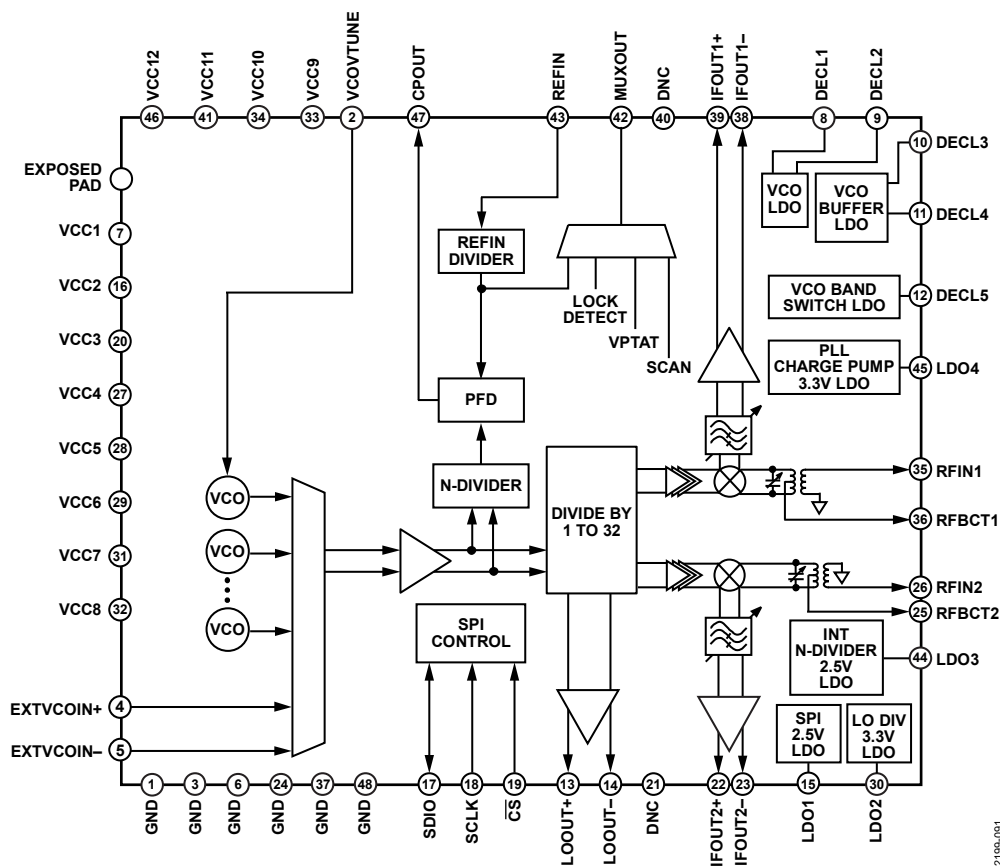 VCC12
VCC11
VCC10
VCC9
VCOVTUNE
CPOUT
REFIN
MUXOUT
DNC
IFOUT1+
IFOUT1–
DECL1
DECL2
46
41
34
33
2
47
43
42
40
39
38
8
9
EXPOSED
PAD
10 DECL3
VCO
LDO
VCO
BUFFER
LDO
VCC1 7
11 DECL4
REFIN
DIVIDER
VCC2 16
VCO BAND
SWITCH LDO
12 DECL5
LOCK
DETECT
VPTAT
SCAN
VCC3 20
PLL
CHARGE PUMP
3.3V LDO
45 LDO4
VCC4 27
PFD
VCC5 28
35 RFIN1
VCC6 29
VCO
N-DIVIDER
DIVIDE BY
1 TO 32
36 RFBCT1
VCC7 31
VCO
26 RFIN2
VCC8 32
VCO
25 RFBCT2
SPI
CONTROL
INT
N-DIVIDER
2.5V
LDO
44 LDO3
EXTVCOIN+ 4
EXTVCOIN– 5
SPI
2.5V
LDO
LO DIV
3.3V
LDO
1
3
6
24
37
48
17
18
19
13
14
21
22
23
15
30
GND
GND
GND
GND
GND
GND
SDIO
SCLK
CS
LOOUT+
LOOUT–
DNC
IFOUT2+
IFOUT2–
LDO1
LDO2